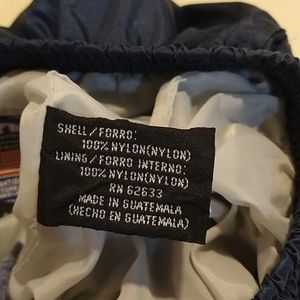 SHELL/FORRO:
100% NYLON(NYLON)
LINING/FORRO INTERNO:
100% NYLON(NYLON)
RN 62633
MADE IN GUATEMALA
(HECHO EN GUATEMALA)